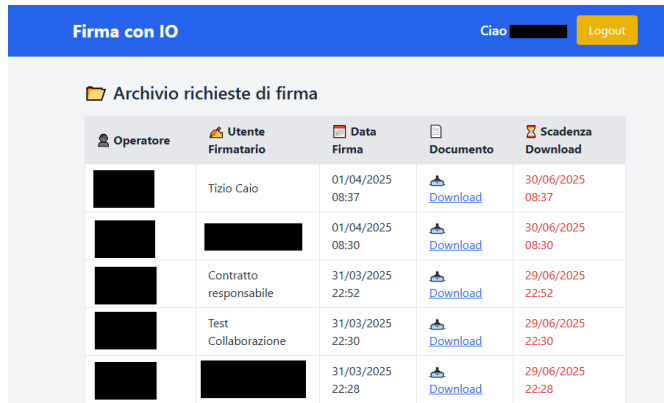 Firma con IO
Ciao
Logout
Archivio richieste di firma
Operatore
Utente
Firmatario
Data
Firma
Documento
Scadenza
Download
Tizio Caio
01/04/2025
08:37
Download
30/06/2025
08:37
01/04/2025
08:30
Download
30/06/2025
08:30
Contratto
responsabile
31/03/2025
22:52
Download
29/06/2025
22:52
Test
Collaborazione
31/03/2025
22:30
Download
29/06/2025
22:30
31/03/2025
22:28
Download
29/06/2025
22:28